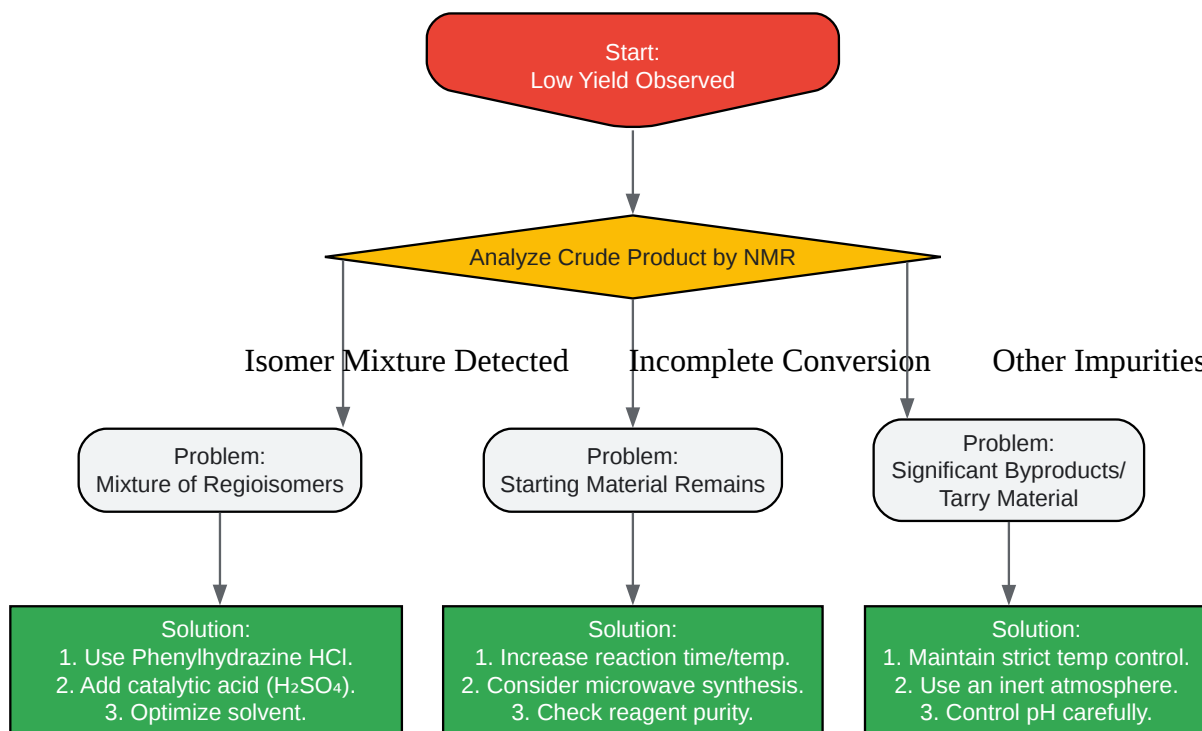 Start:
Low Yield Observed
Analyze Crude Product by NMR
Isomer Mixture Detected
Incomplete Conversion
Other Impurities
Problem:
Mixture of Regioisomers
Problem:
Starting Material Remains
Problem:
Significant Byproducts/
Tarry Material
Solution:
1. Use Phenylhydrazine HCl.
2. Add catalytic acid (H₂SO₄).
3. Optimize solvent.
Solution:
1. Increase reaction time/temp.
2. Consider microwave synthesis.
3. Check reagent purity.
Solution:
1. Maintain strict temp control.
2. Use an inert atmosphere.
3. Control pH carefully.